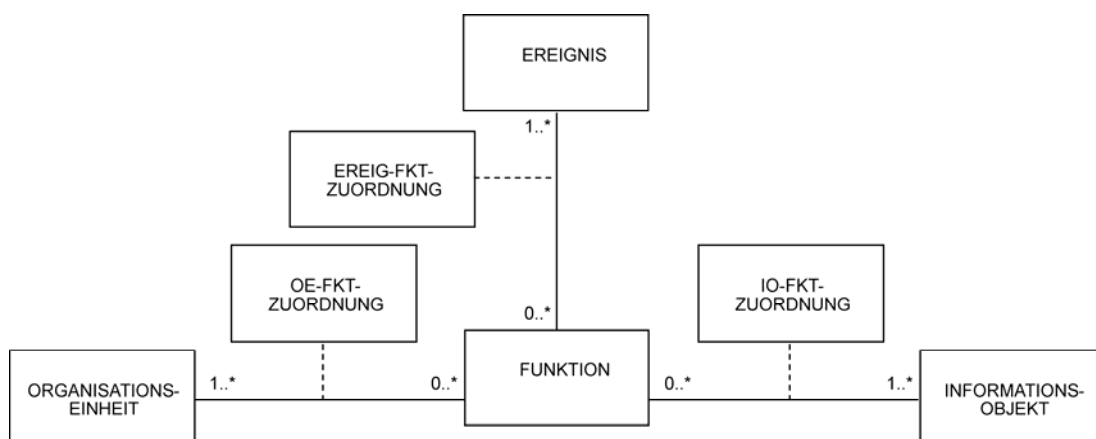 EREIGNIS
1..*
EREIG-FKT-
ZUORDNUNG
OE-FKT-
ZUORDNUNG
IO-FKT-
ZUORDNUNG
0..*
FUNKTION
ORGANISATIONS-
EINHEIT
1..*
0..*
0..*
1..*
INFORMATIONS-
OBJEKT